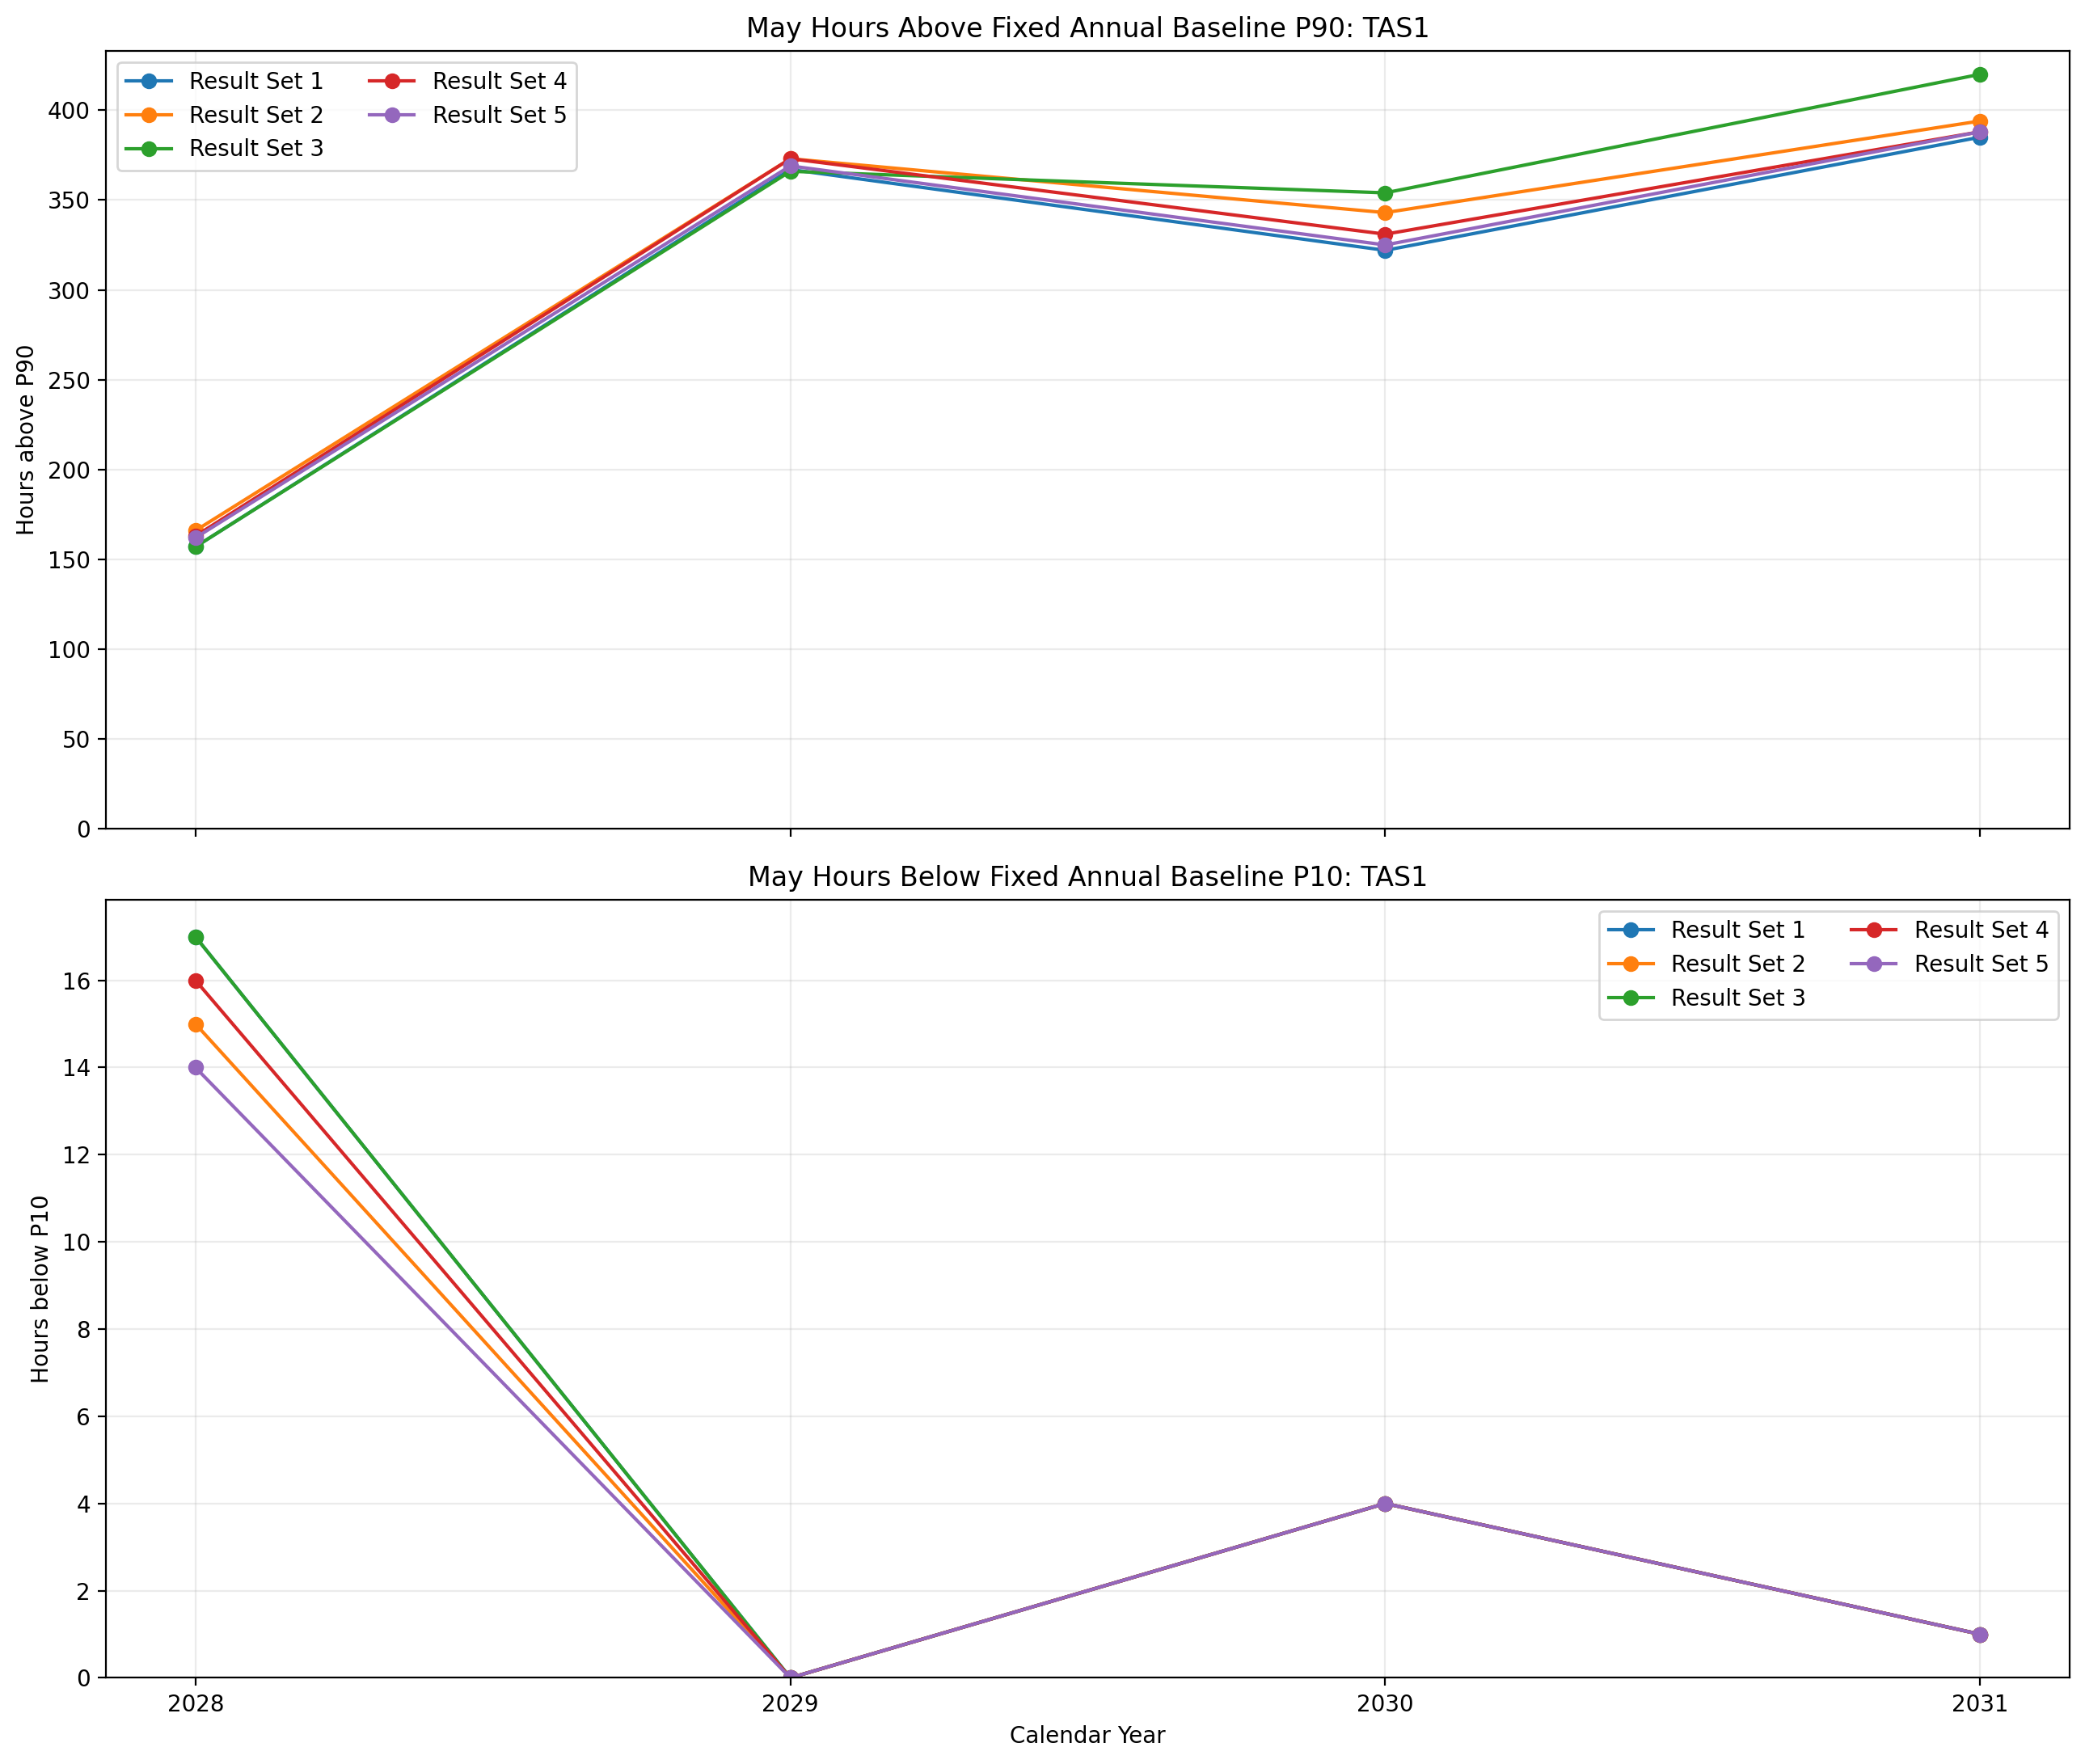 May Hours Above Fixed Annual Baseline P90: TAS1
Result Set 1
Result Set 2
Result Set 3
Result Set 4
Result Set 5
Hours above P90
400
350
300
250
200
150
100
50
0
May Hours Below Fixed Annual Baseline P10: TAS1
Result Set 1
Result Set 2
Result Set 3
Result Set 4
Result Set 5
Hours below P10
16
14
12
10
8
6
4
2
0
2028
2029
2030
2031
Calendar Year